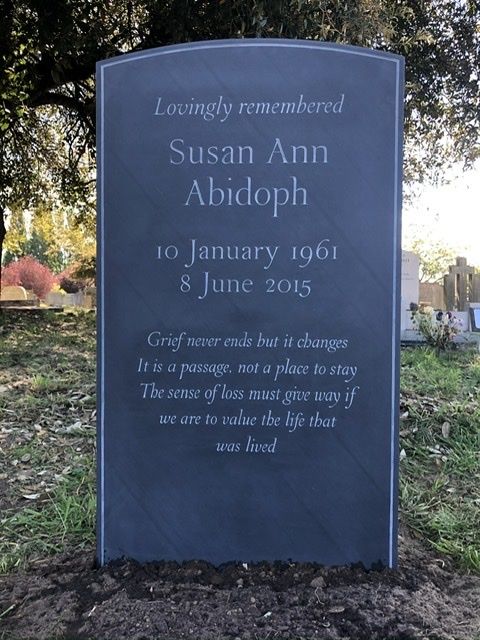 Lovingly remembered
Susan Ann
Abidoph
10 January 1961
8 June 2015
Grief never ends but it changes
It is a passage, not a place to stay
The sense of loss must give way if
we are to value the life that
was lived